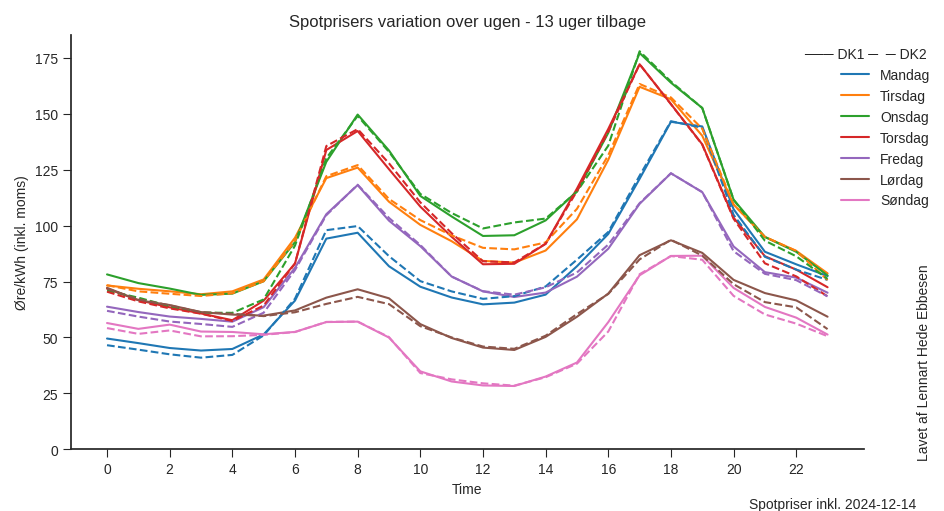 Spotprisers variation over ugen - 13 uger tilbage
DK1 DK2
Mandag
Tirsdag
Onsdag
Torsdag
Fredag
Lørdag
Søndag
Øre/kWh (inkl. moms)
175
150
125
100
75
50
25
0
0 2 4 6 8 10 12 14 16 18 20 22
Time
Lavet af Lennart Hede Ebbesen
Spotpriser inkl. 2024-12-14